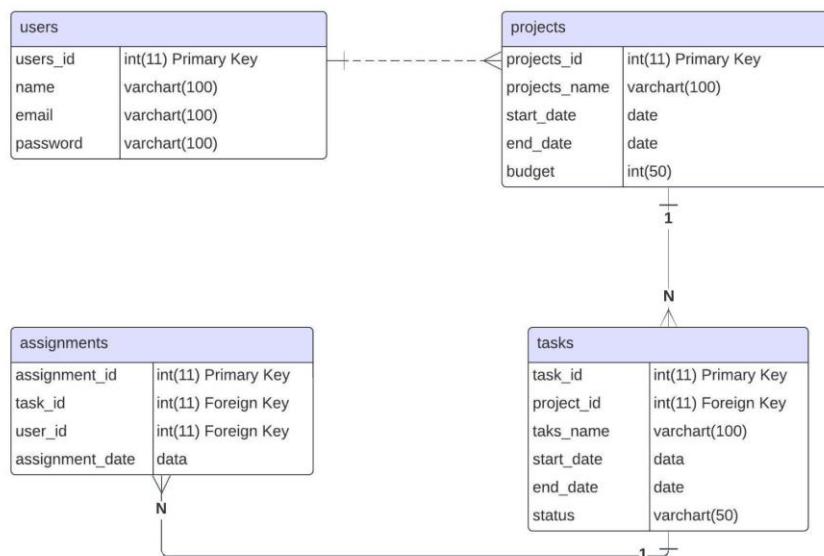 users
users_id int(11) Primary Key
name varchart(100)
email varchart(100)
password varchart(100)
projects
projects_id int(11) Primary Key
projects_name varchart(100)
start_date date
end_date date
budget int(50)
1
N
assignments
assignment_id int(11) Primary Key
task_id int(11) Foreign Key
user_id int(11) Foreign Key
assignment_date data
tasks
task_id int(11) Primary Key
project_id int(11) Foreign Key
taks_name varchart(100)
start_date data
end_date date
status varchart(50)
N
1